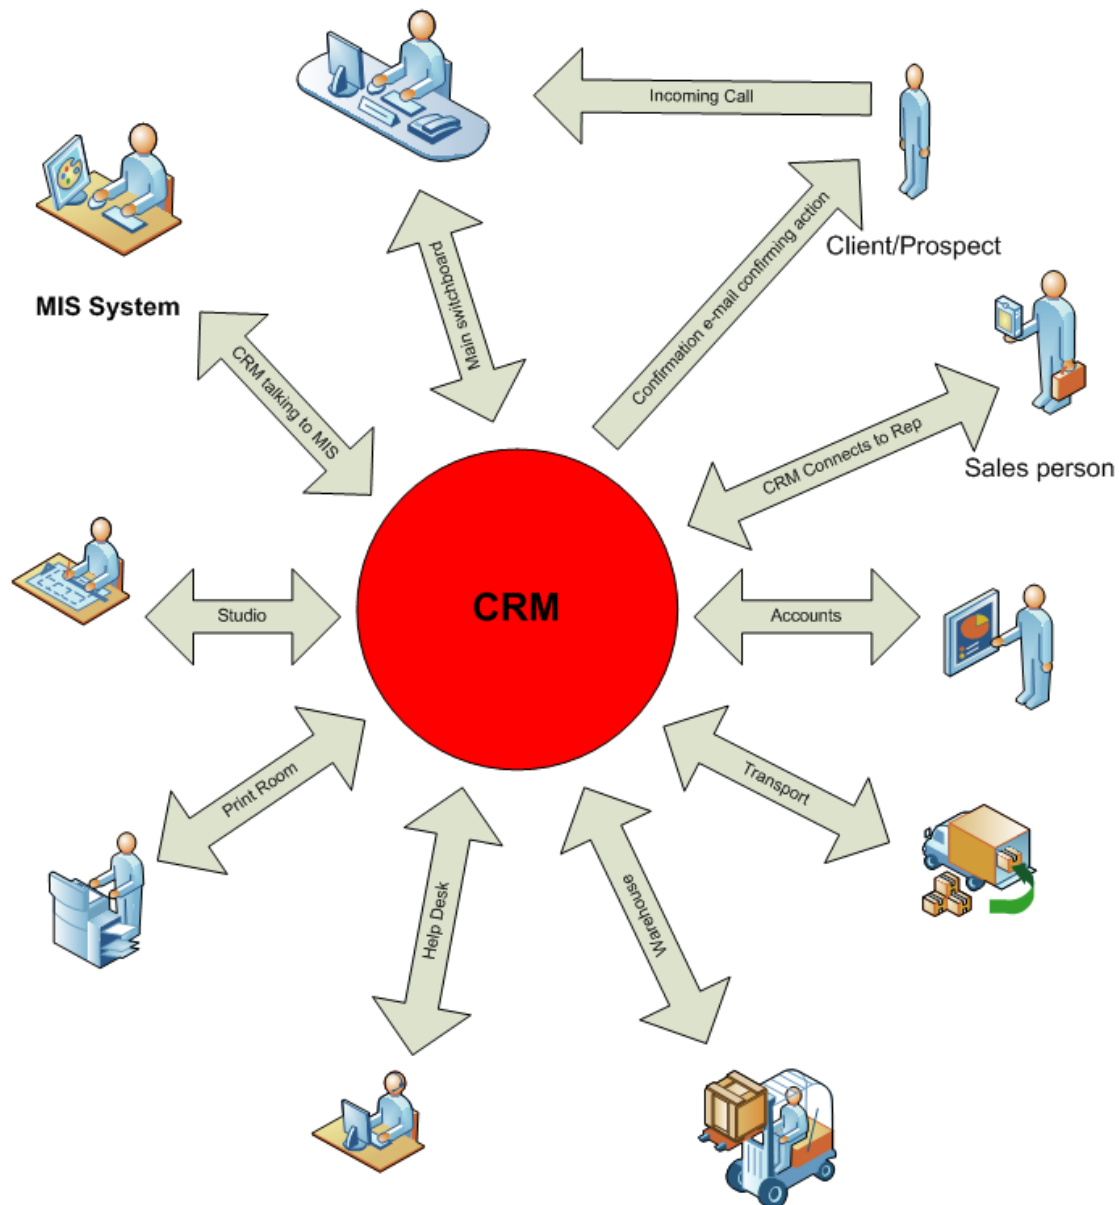 Incoming Call
Client/Prospect
Main switchboard
Confirmation e-mail confirming action
MIS System
CRM talking to MIS
CRM Connects to Rep
Sales person
CRM
Studio
Accounts
Print Room
Transport
Help Desk
Warehouse